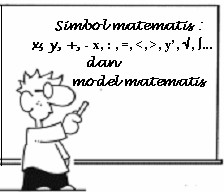 Simbol matematis :
x, y, +, - x, : , =, <, >, y', √, ∫...
dan
model matematis